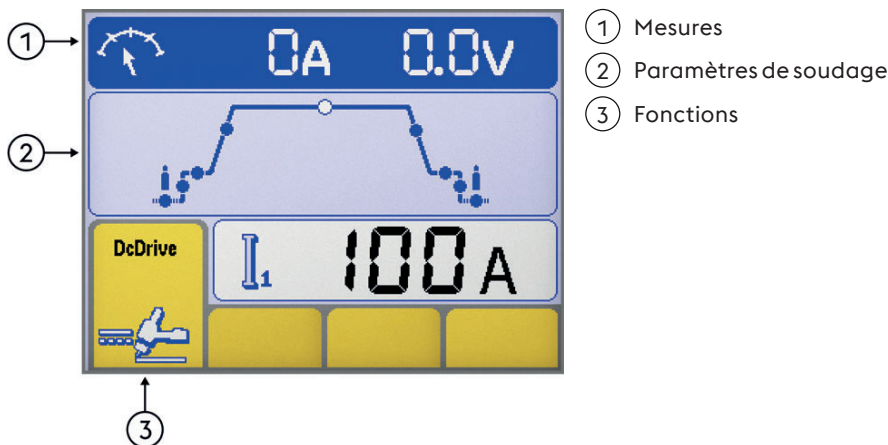 1
0A 0.0V
2
DcDrive
I1 100A
3
1 Mesures
2 Paramètres de soudage
3 Fonctions